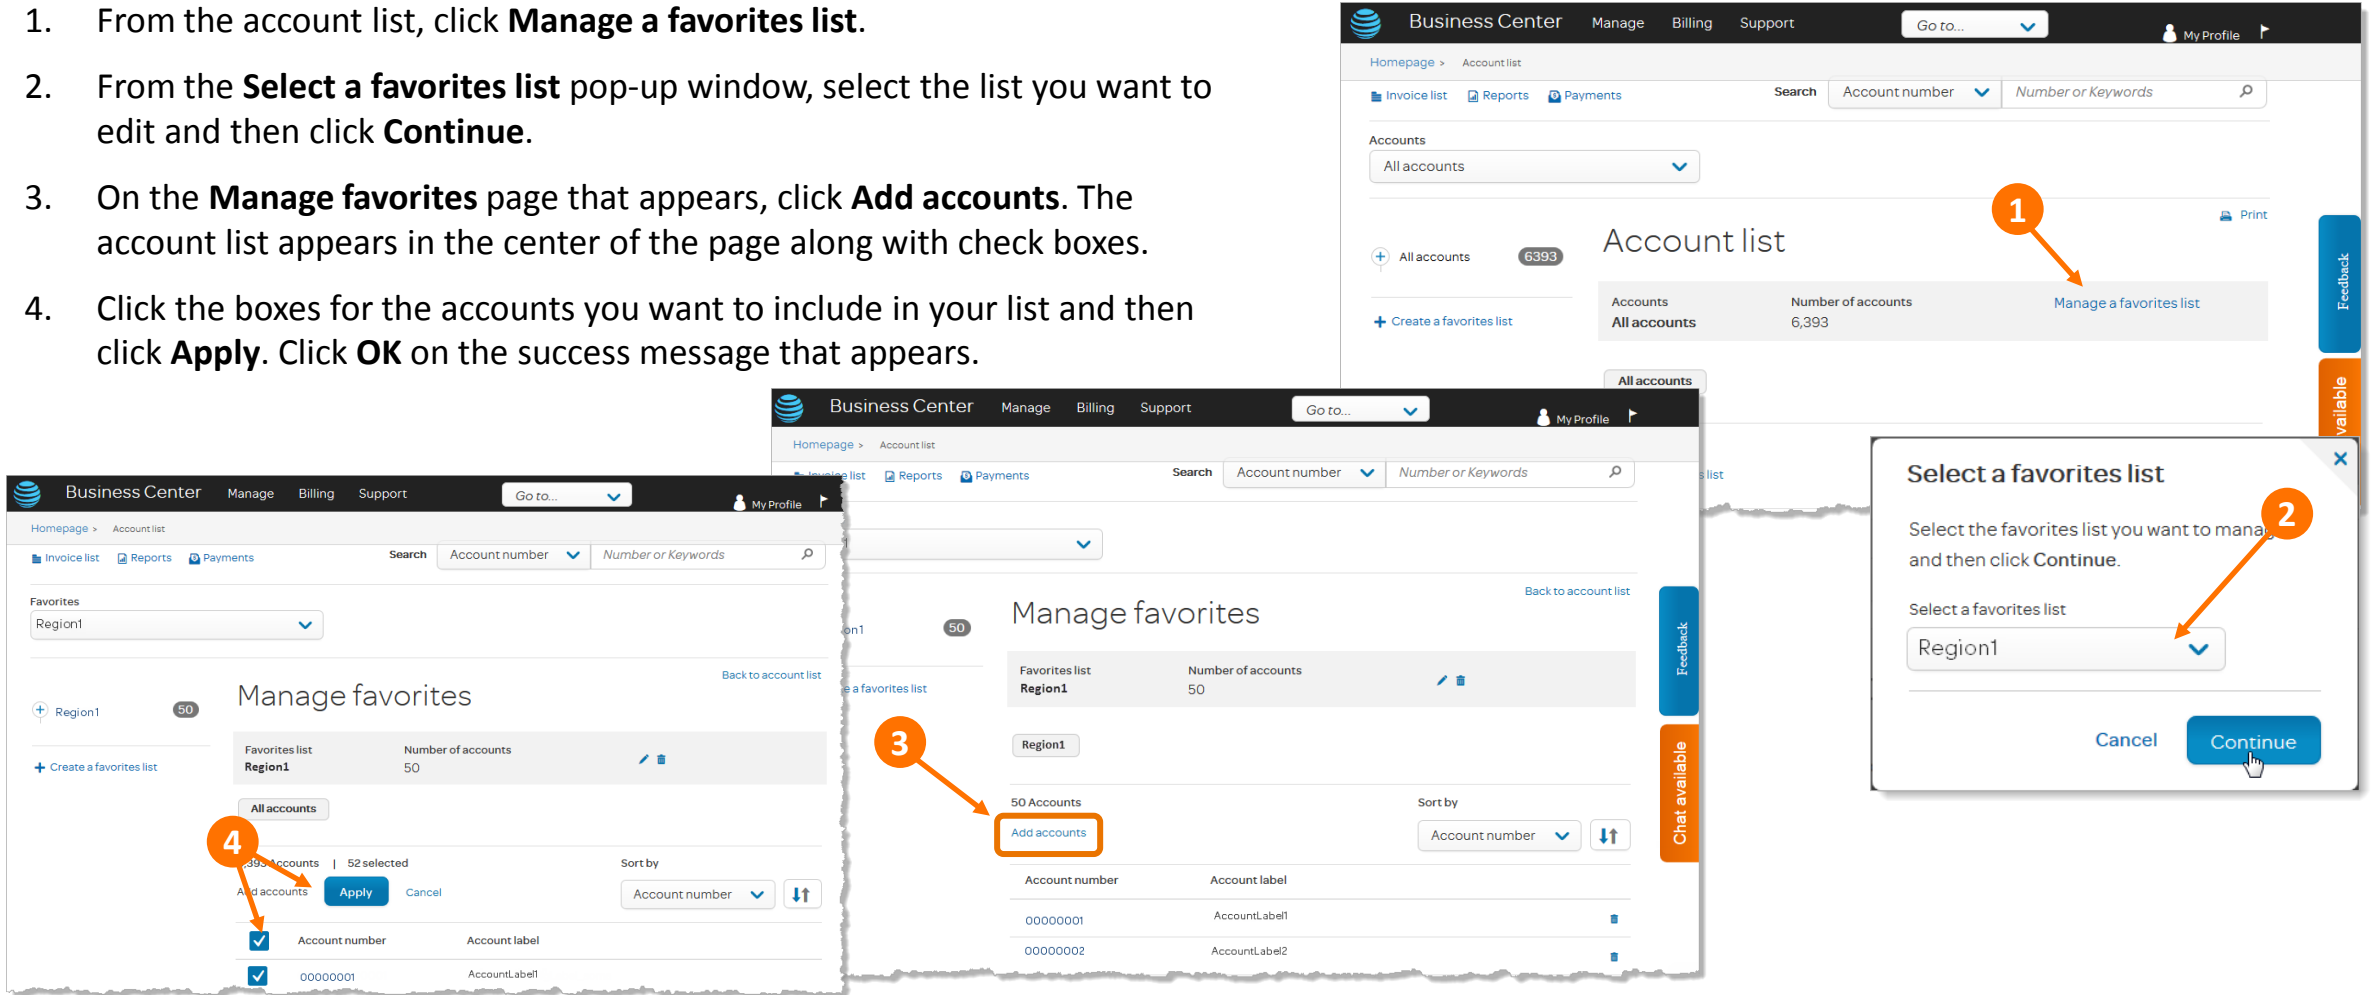 1. From the account list, click Manage a favorites list.
2. From the Select a favorites list pop-up window, select the list you want to
edit and then click Continue.
3. On the Manage favorites page that appears, click Add accounts. The
account list appears in the center of the page along with check boxes.
4. Click the boxes for the accounts you want to include in your list and then
click Apply. Click OK on the success message that appears.
Business Center Manage Billing Support Go to... My Profile
Homepage > Account list
Invoice list Reports Payments Search Account number Number or Keywords
Accounts
All accounts
1
Print
All accounts 6393 Account list
Accounts Number of accounts Manage a favorites list
All accounts 6,393
Create a favorites list
All accounts
Feedback
Select a favorites list
2
Select the favorites list you want to
and then click Continue.
Select a favorites list
Region1
Cancel Continue
Business Center Manage Billing Support Go to... My Profile
Homepage > Account list
list Reports Payments Search Account number Number or Keywords
Back to account list
50 Manage favorites
Favorites list Number of accounts
Region1 50
a favorites list
Region1
3
50 Accounts Sort by
Add accounts Account number
Account number Account label
00000001 AccountLabel1
00000002 AccountLabel2
Feedback
Chat available
Business Center Manage Billing Support Go to... My Profile
Homepage > Account list
Invoice list Reports Payments Search Account number Number or Keywords
Favorites
Region1
Back to account list
Region1 50 Manage favorites
Favorites list Number of accounts
Region1 50
Create a favorites list
All accounts
4
Accounts | 52 selected Sort by
Add accounts Apply Cancel Account number
Account number Account label
00000001 AccountLabel1